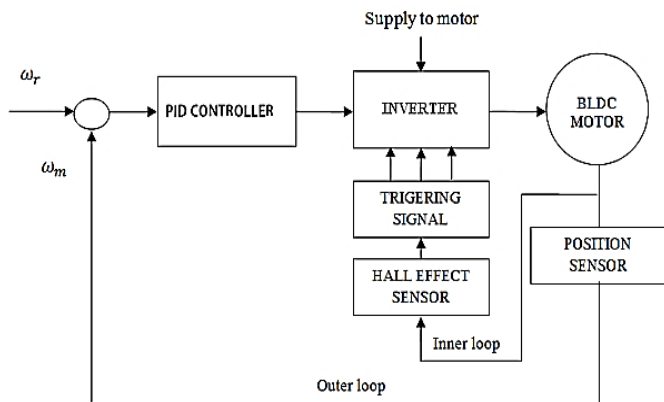 Supply to motor
ωr
PID CONTROLLER
INVERTER
BLDC
MOTOR
ωm
TRIGERING
SIGNAL
POSITION
SENSOR
HALL EFFECT
SENSOR
Inner loop
Outer loop